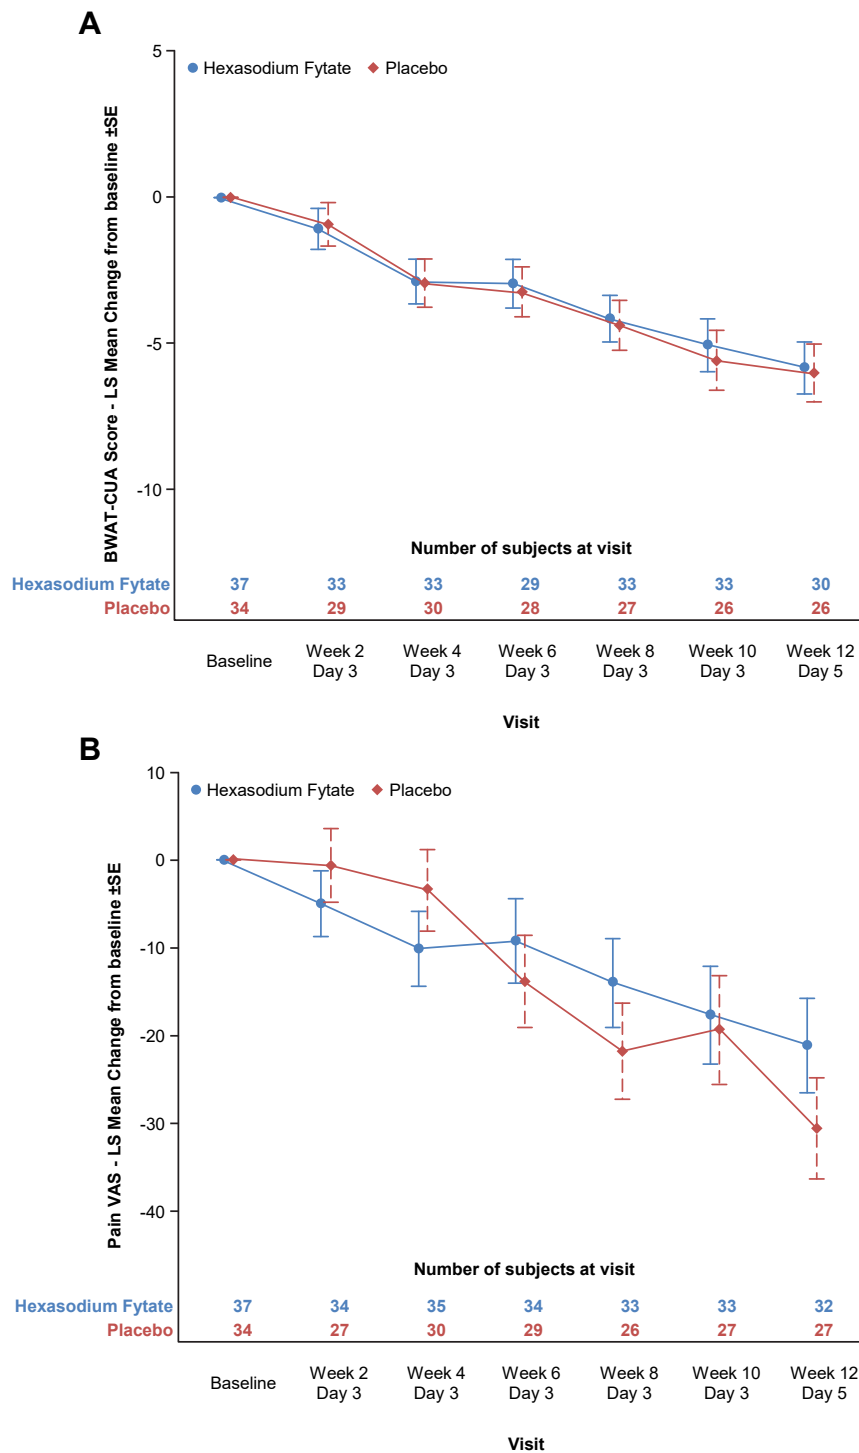 A
5
Hexasodium Fytate Placebo
0
-5
-10
BWAT-CUA Score - LS Mean Change from baseline ±SE
Number of subjects at visit
Hexasodium Fytate 37 33 33 29 33 33 30
Placebo 34 29 30 28 27 26 26
Baseline Week 2 Week 4 Week 6 Week 8 Week 10 Week 12
Day 3 Day 3 Day 3 Day 3 Day 3 Day 5
Visit
B
10
Hexasodium Fytate Placebo
0
-10
-20
-30
-40
Pain VAS - LS Mean Change from baseline ±SE
Number of subjects at visit
Hexasodium Fytate 37 34 35 34 33 33 32
Placebo 34 27 30 29 26 27 27
Baseline Week 2 Week 4 Week 6 Week 8 Week 10 Week 12
Day 3 Day 3 Day 3 Day 3 Day 3 Day 5
Visit